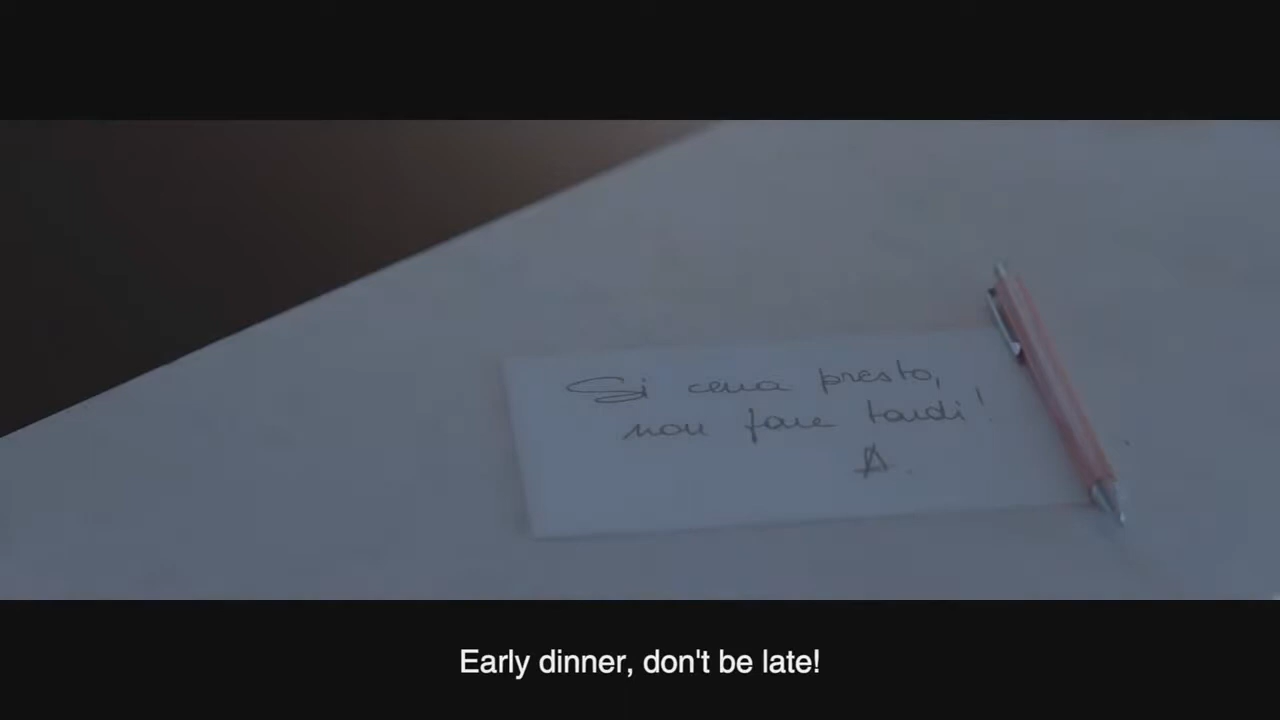 Si cena presto,
non fare tardi!
A.
Early dinner, don't be late!